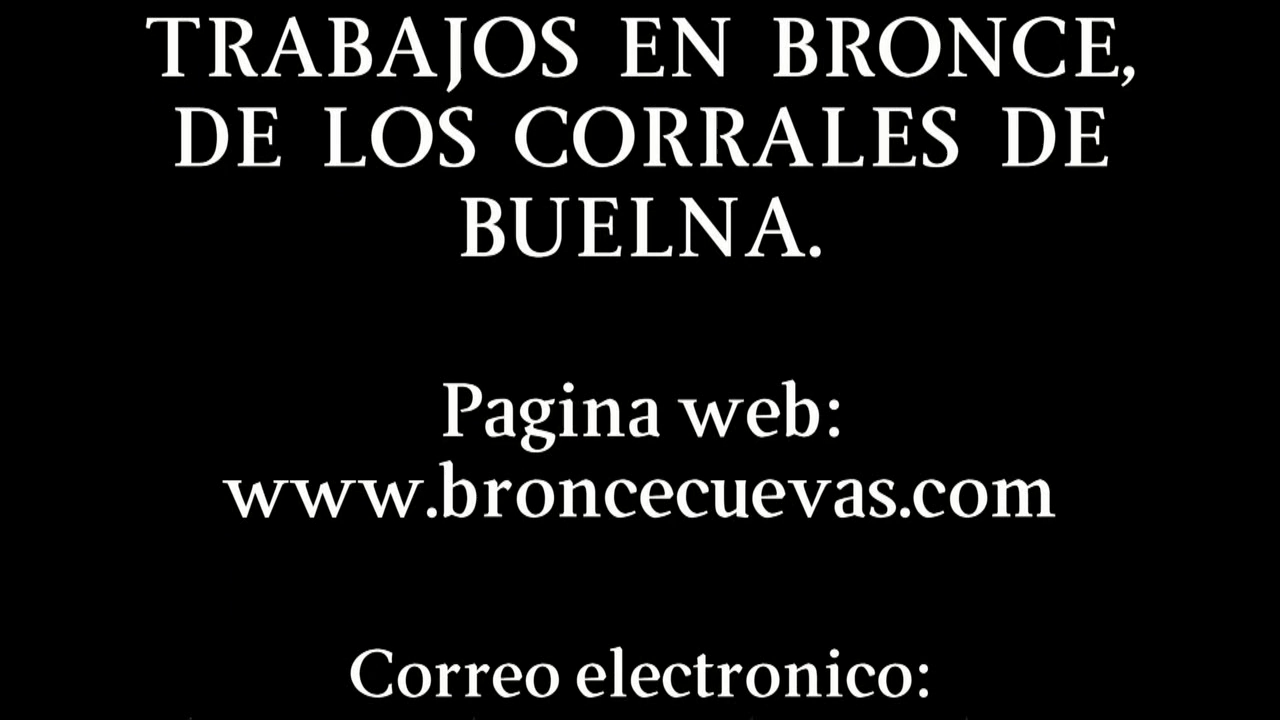 TRABAJOS EN BRONCE,
DE LOS CORRALES DE
BUELNA.
Pagina web:
www.broncecuevas.com
Correo electronico: